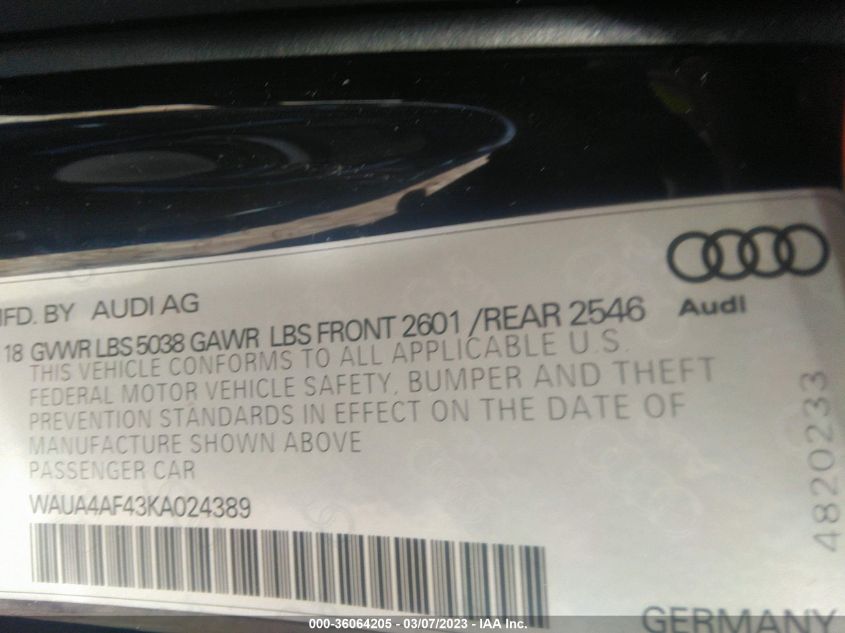 MFD. BY AUDI AG
Audi
18 GVWR LBS 5038 GAWR LBS FRONT 2601 /REAR 2546
THIS VEHICLE CONFORMS TO ALL APPLICABLE U.S.
FEDERAL MOTOR VEHICLE SAFETY, BUMPER AND THEFT
PREVENTION STANDARDS IN EFFECT ON THE DATE OF
MANUFACTURE SHOWN ABOVE
PASSENGER CAR
WAUA4AF43KA024389
4820233
GERMANY
000-36064205 - 03/07/2023 - IAA Inc.